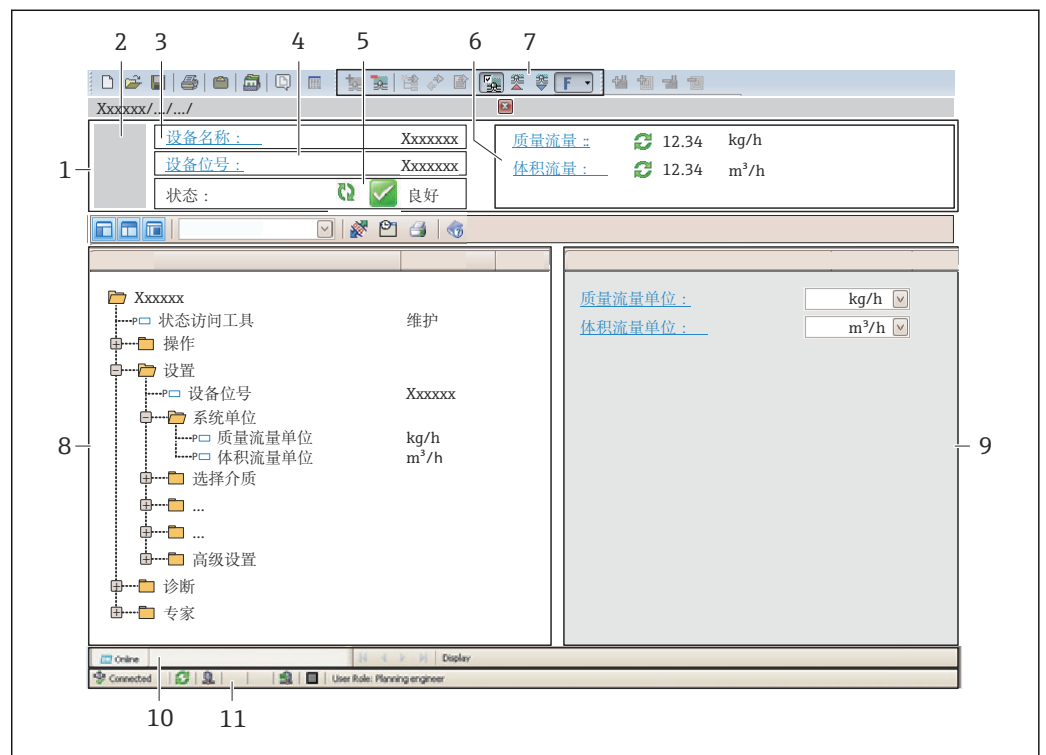 2 3 4 5 6 7
F
Xxxxxx/.../.../
设备名称： Xxxxxxx
质量流量：: 12.34 kg/h
1
设备位号： Xxxxxxx
体积流量： 12.34 m³/h
状态： 良好
Xxxxxx
质量流量单位： kg/h
P 状态访问工具 维护
体积流量单位： m³/h
操作
设置
P 设备位号 Xxxxxx
系统单位
P 质量流量单位 kg/h
8
9
P 体积流量单位 m³/h
选择介质
...
...
高级设置
诊断
专家
Online Display
Connected User Role: Planning engineer
10 11